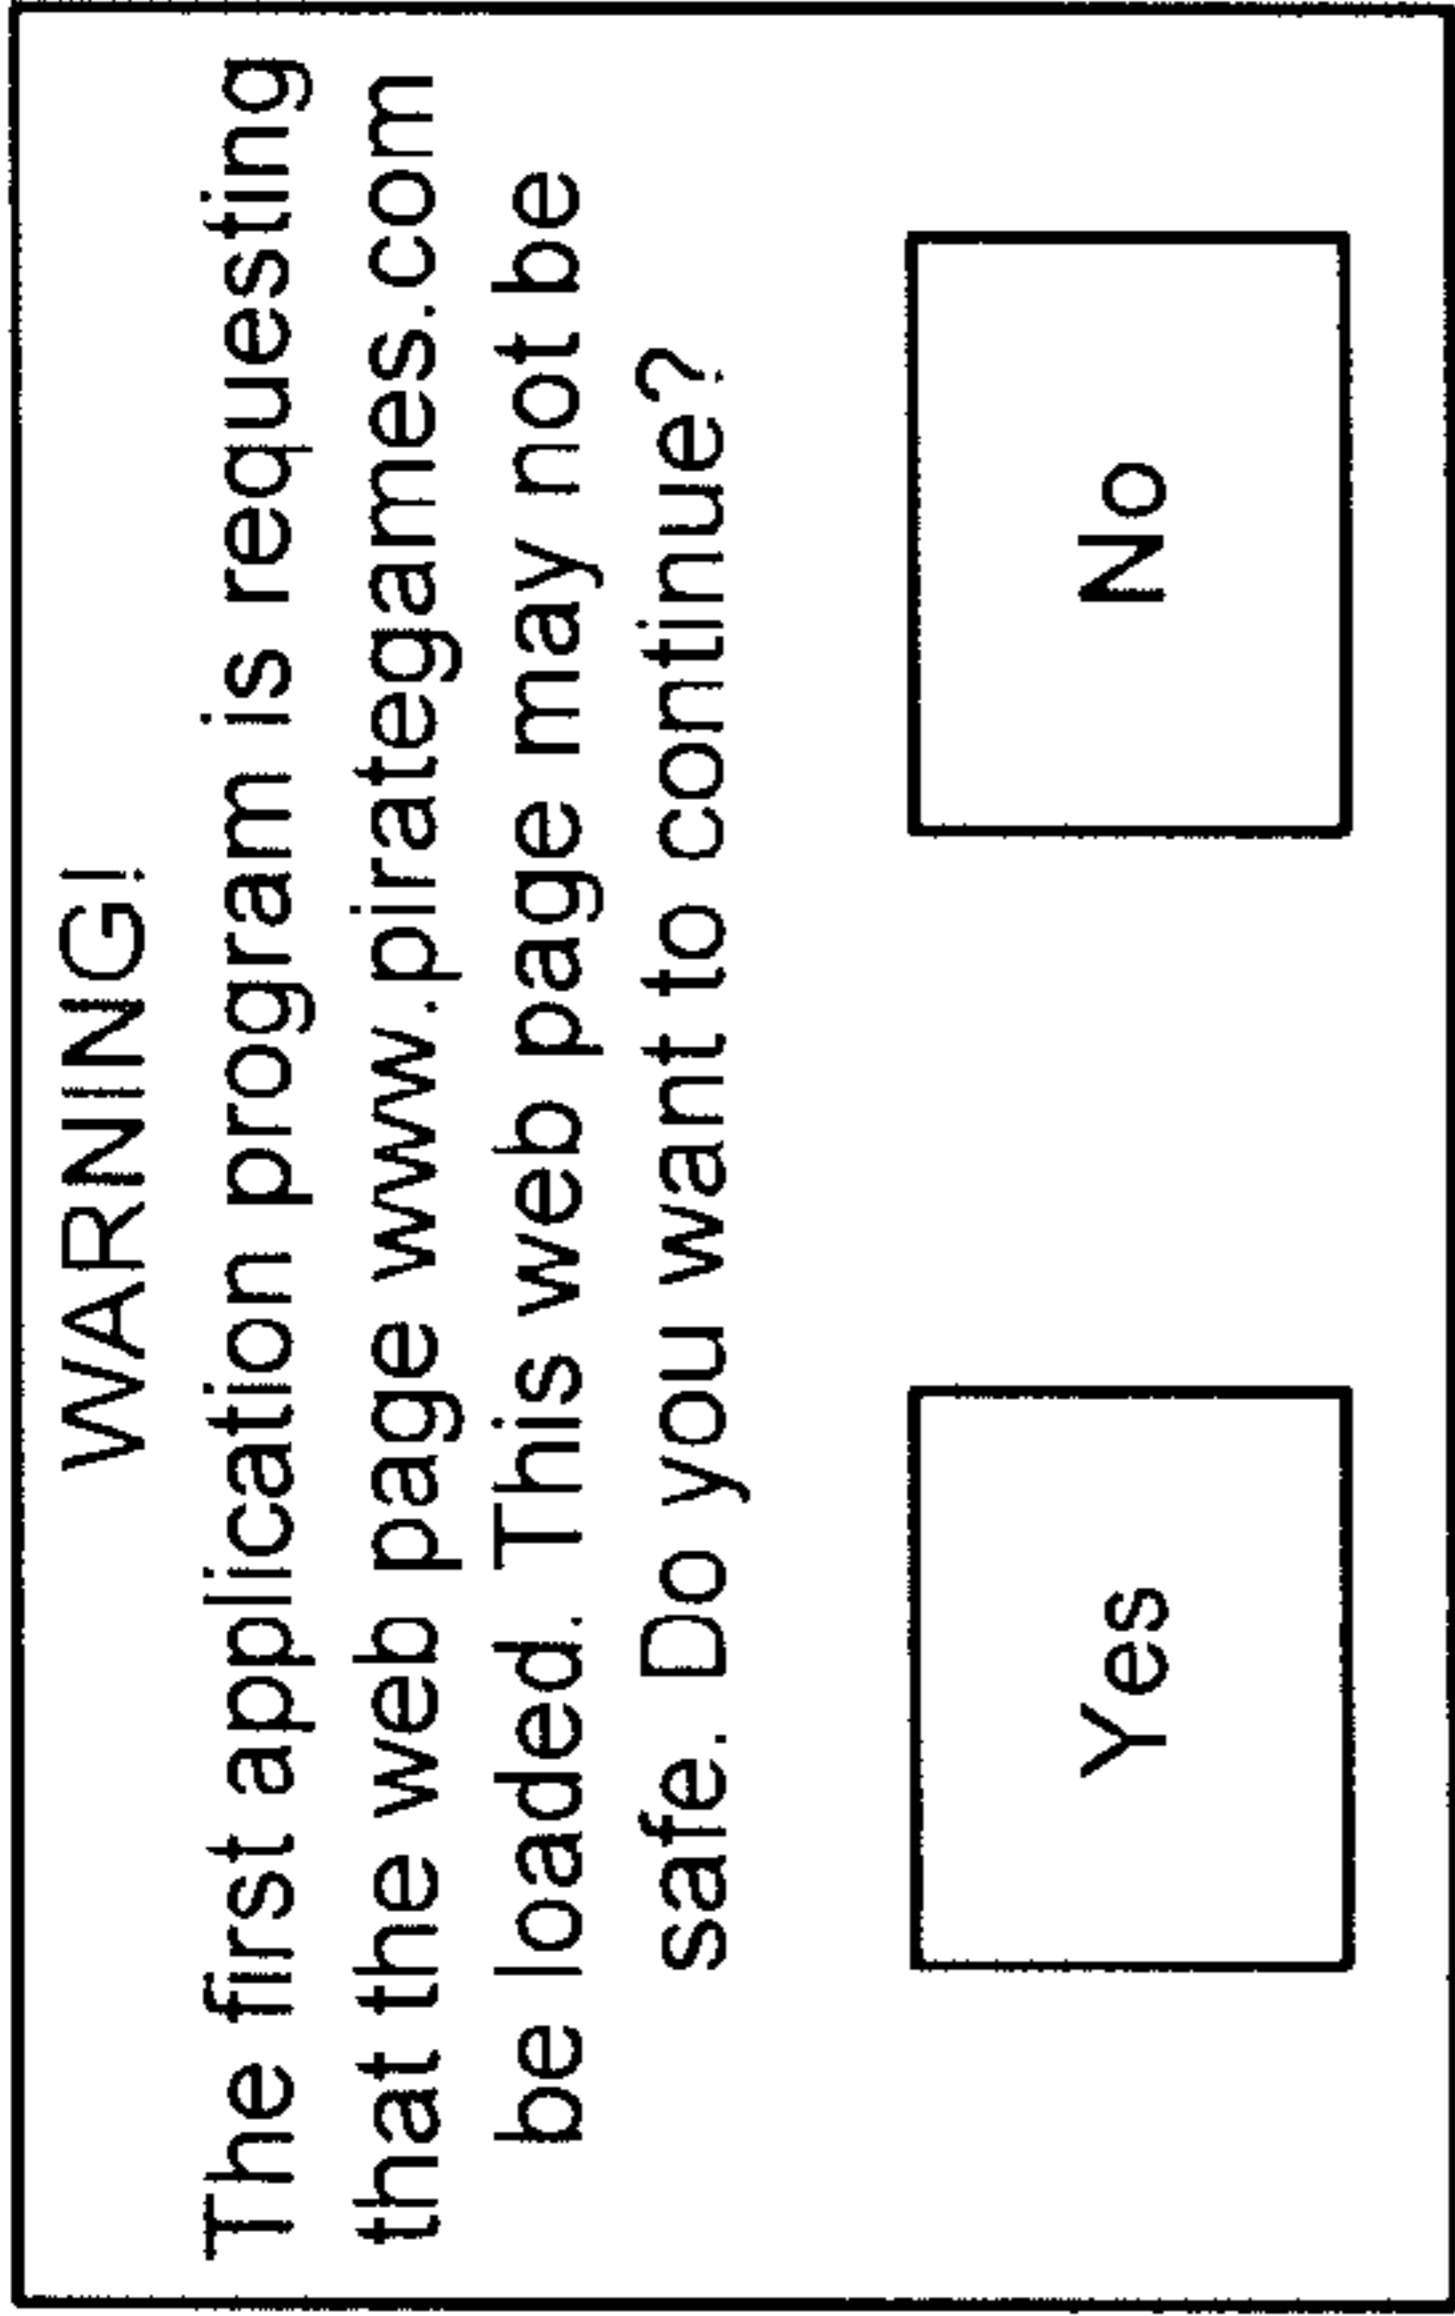 WARNING!
The first application program is requesting
that the web page www.pirategames.com
be loaded. This web page may not be
safe. Do you want to continue?
Yes
No